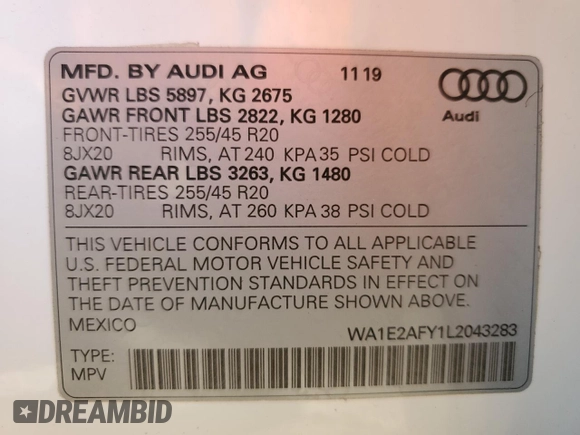 MFD. BY AUDI AG 11 19
GVWR LBS 5897, KG 2675
GAWR FRONT LBS 2822, KG 1280
FRONT-TIRES 255/45 R20
8JX20 RIMS, AT 240 KPA 35 PSI COLD
GAWR REAR LBS 3263, KG 1480
REAR-TIRES 255/45 R20
8JX20 RIMS, AT 260 KPA 38 PSI COLD
Audi
THIS VEHICLE CONFORMS TO ALL APPLICABLE
U.S. FEDERAL MOTOR VEHICLE SAFETY AND
THEFT PREVENTION STANDARDS IN EFFECT ON
THE DATE OF MANUFACTURE SHOWN ABOVE.
MEXICO WA1E2AFY1L2043283
TYPE:
MPV
DREAMBID